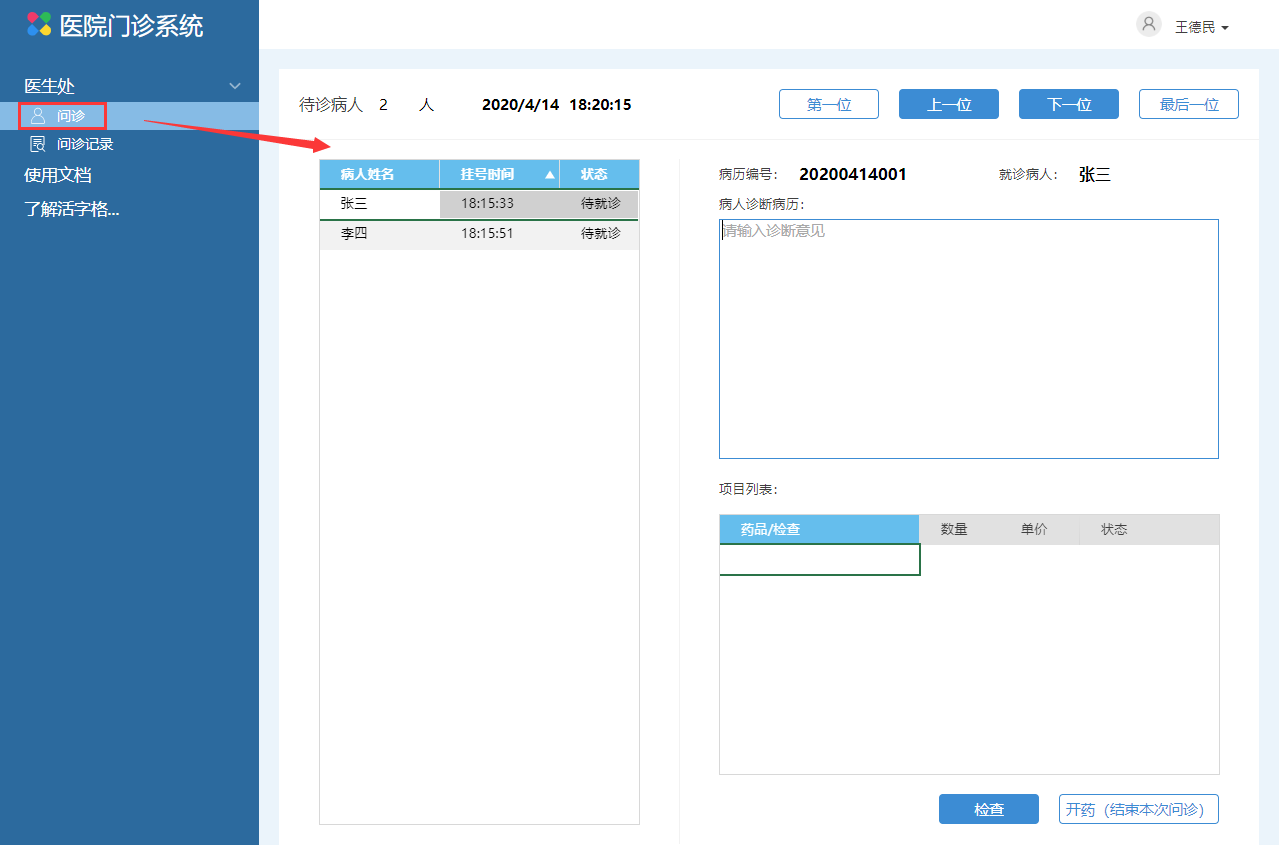 医院门诊系统
王德民
医生处
问诊
问诊记录
使用文档
了解活字格...
待诊病人 2 人 2020/4/14 18:20:15
第一位 上一位 下一位 最后一位
病人姓名 挂号时间 状态
张三 18:15:33 待就诊
李四 18:15:51 待就诊
病历编号： 20200414001 就诊病人： 张三
病人诊断病历：
请输入诊断意见
项目列表：
药品/检查 数量 单价 状态
检查 开药（结束本次问诊）